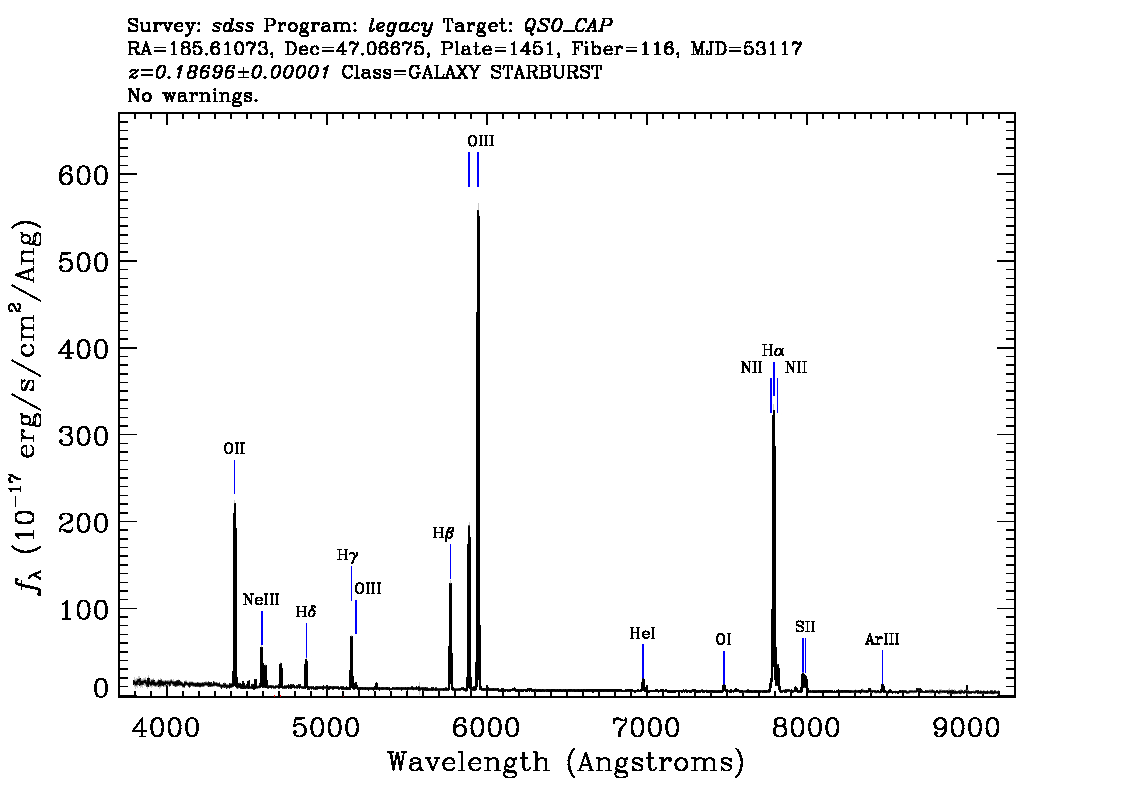 Survey: sdss Program: legacy Target: QSO_CAP
RA=185.61073, Dec=47.06675, Plate=1451, Fiber=116, MJD=53117
z=0.18696±0.00001 Class=GALAXY STARBURST
No warnings.
OIII
600
500
400
Hα
NII NII
300
OII
200
Hβ
Hγ
OIII
NeIII
Hδ
100
HeI
OI
SII
ArIII
0
4000 5000 6000 7000 8000 9000
Wavelength (Angstroms)
f_λ (10^−17 erg/s/cm^2/Ang)